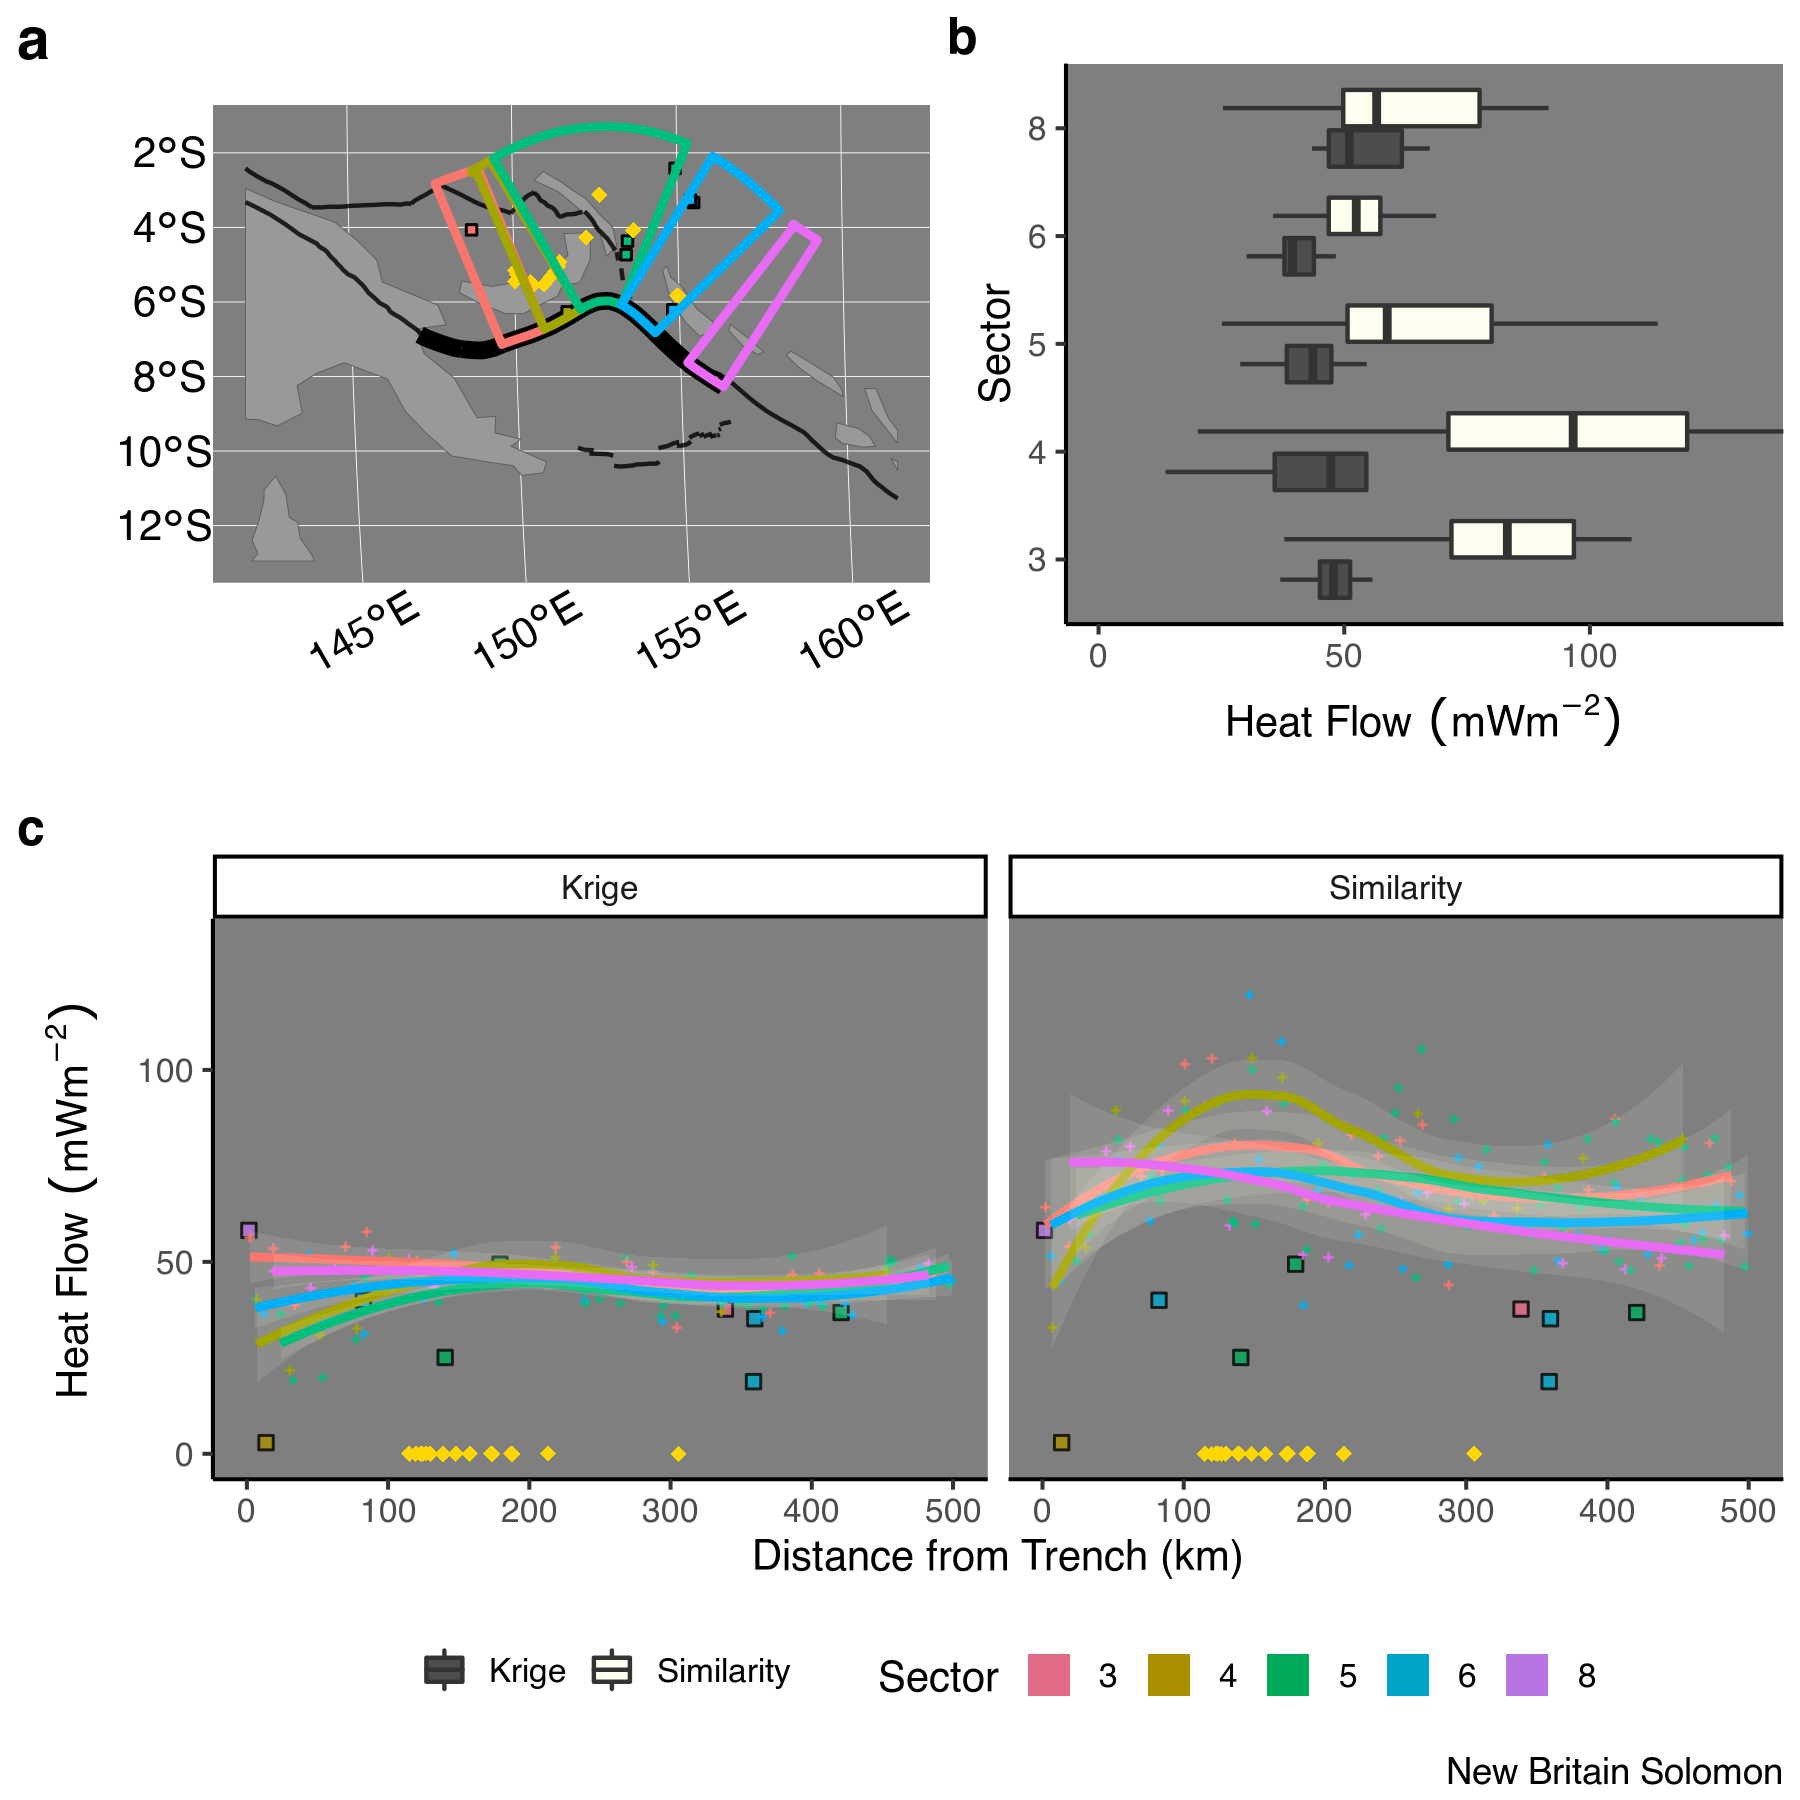 a
2°S
4°S
6°S
8°S
10°S
12°S
145°E 150°E 155°E 160°E
b
8
6
5
4
3
Sector
0 50 100
Heat Flow (mWm−2)
c
Krige Similarity
Heat Flow (mWm−2)
100
50
0
0 100 200 300 400 500 0 100 200 300 400 500
Distance from Trench (km)
Krige Similarity Sector 3 4 5 6 8
New Britain Solomon